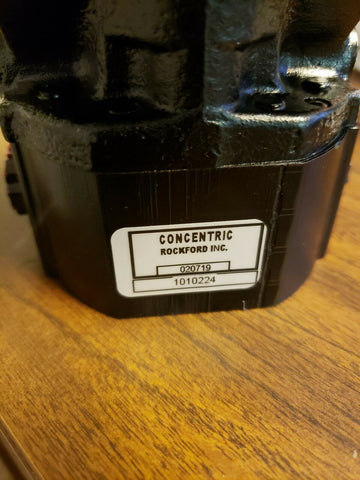 CONCENTRIC
ROCKFORD INC.
020719
1010224